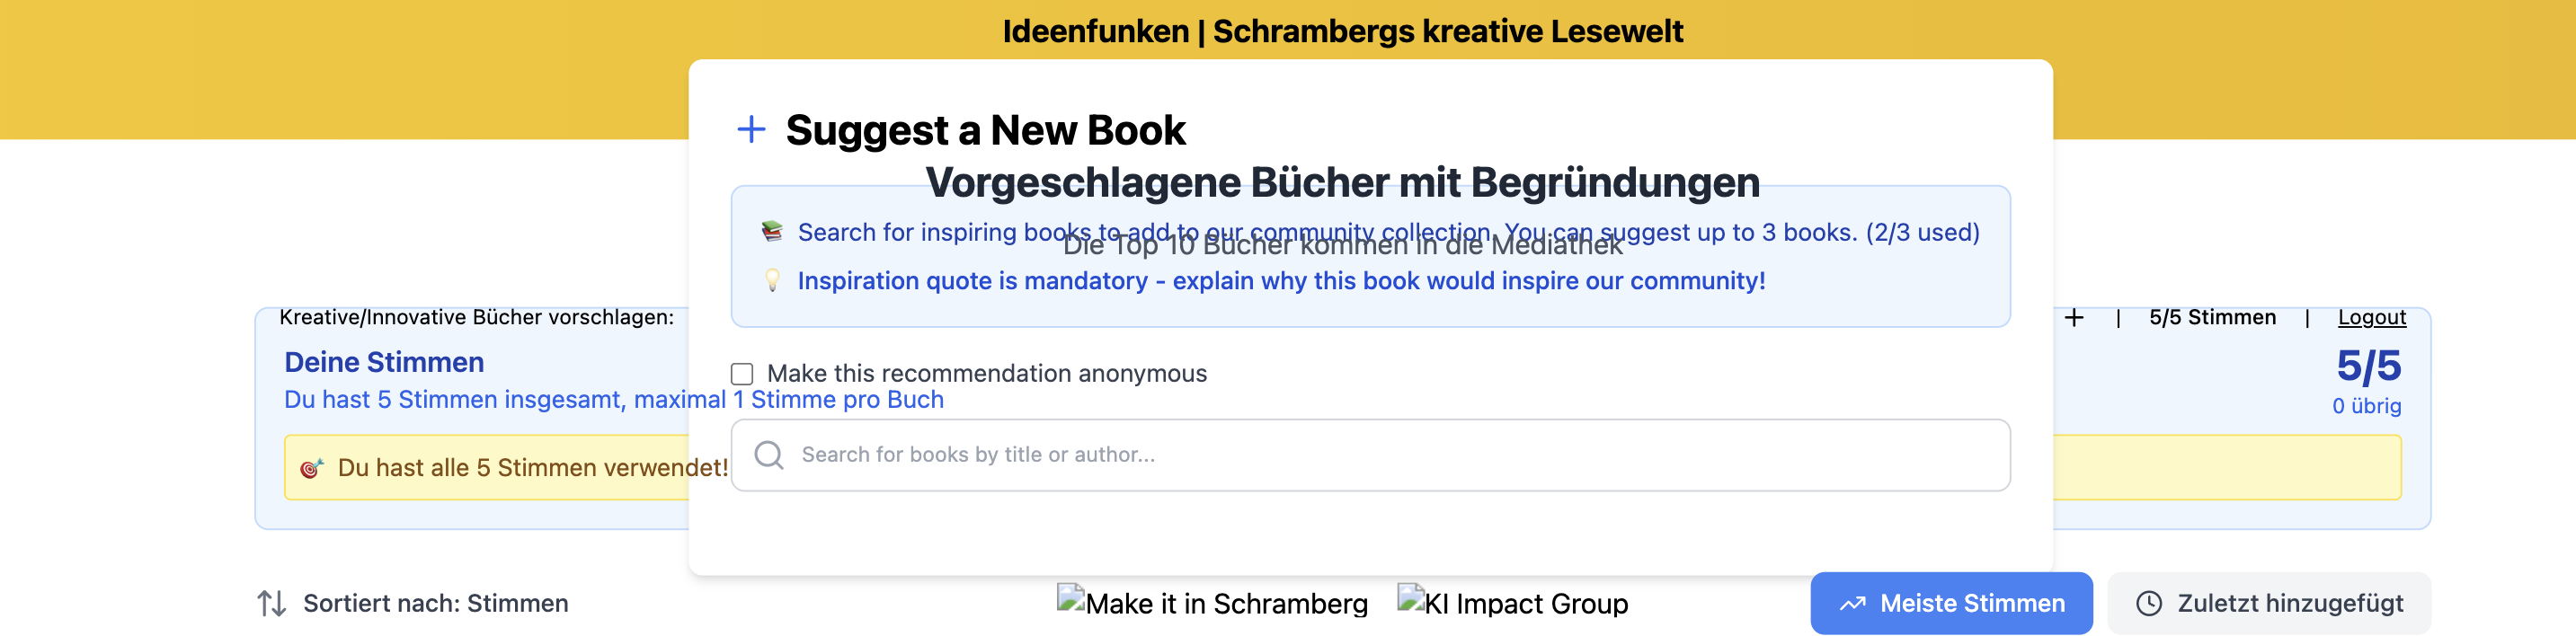 Ideenfunken | Schrambergs kreative Lesewelt
Suggest a New Book
Vorgeschlagene Bücher mit Begründungen
Search for inspiring books to add to our community collection. You can suggest up to 3 books. (2/3 used)
Die Top 10 Bücher kommen in die Mediathek
Inspiration quote is mandatory - explain why this book would inspire our community!
Kreative/Innovative Bücher vorschlagen:
+ | 5/5 Stimmen | Logout
Deine Stimmen
5/5
Make this recommendation anonymous
Du hast 5 Stimmen insgesamt, maximal 1 Stimme pro Buch
0 übrig
Du hast alle 5 Stimmen verwendet!
Search for books by title or author...
Sortiert nach: Stimmen
Make it in Schramberg
KI Impact Group
Meiste Stimmen
Zuletzt hinzugefügt